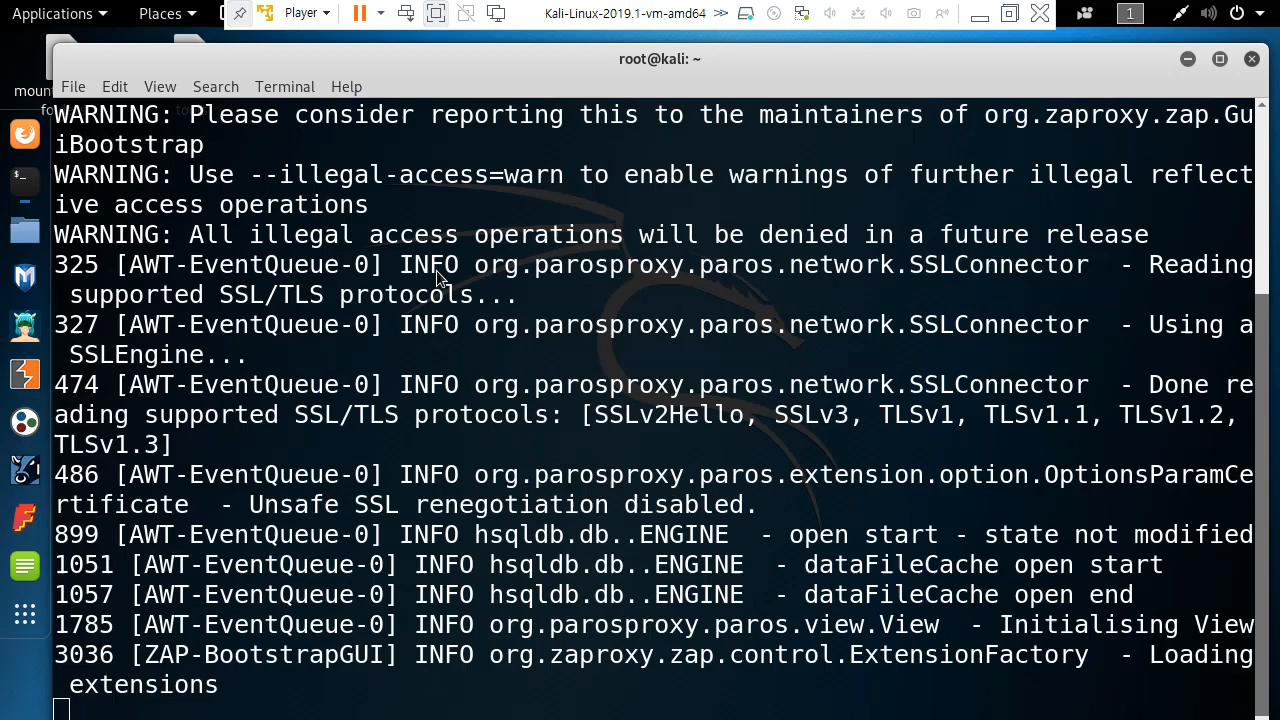 Applications
Places
Player
Kali-Linux-2019.1-vm-amd64
1
root@kali: ~
File Edit View Search Terminal Help
moun
WARNING: Please consider reporting this to the maintainers of org.zaproxy.zap.Gu
iBootstrap
WARNING: Use --illegal-access=warn to enable warnings of further illegal reflect
ive access operations
WARNING: All illegal access operations will be denied in a future release
325 [AWT-EventQueue-0] INFO org.parosproxy.paros.network.SSLConnector  - Reading
 supported SSL/TLS protocols...
327 [AWT-EventQueue-0] INFO org.parosproxy.paros.network.SSLConnector  - Using a
 SSLEngine...
474 [AWT-EventQueue-0] INFO org.parosproxy.paros.network.SSLConnector  - Done re
ading supported SSL/TLS protocols: [SSLv2Hello, SSLv3, TLSv1, TLSv1.1, TLSv1.2,
TLSv1.3]
486 [AWT-EventQueue-0] INFO org.parosproxy.paros.extension.option.OptionsParamCe
rtificate  - Unsafe SSL renegotiation disabled.
899 [AWT-EventQueue-0] INFO hsqldb.db..ENGINE  - open start - state not modified
1051 [AWT-EventQueue-0] INFO hsqldb.db..ENGINE  - dataFileCache open start
1057 [AWT-EventQueue-0] INFO hsqldb.db..ENGINE  - dataFileCache open end
1785 [AWT-EventQueue-0] INFO org.parosproxy.paros.view.View  - Initialising View
3036 [ZAP-BootstrapGUI] INFO org.zaproxy.zap.control.ExtensionFactory  - Loading
 extensions